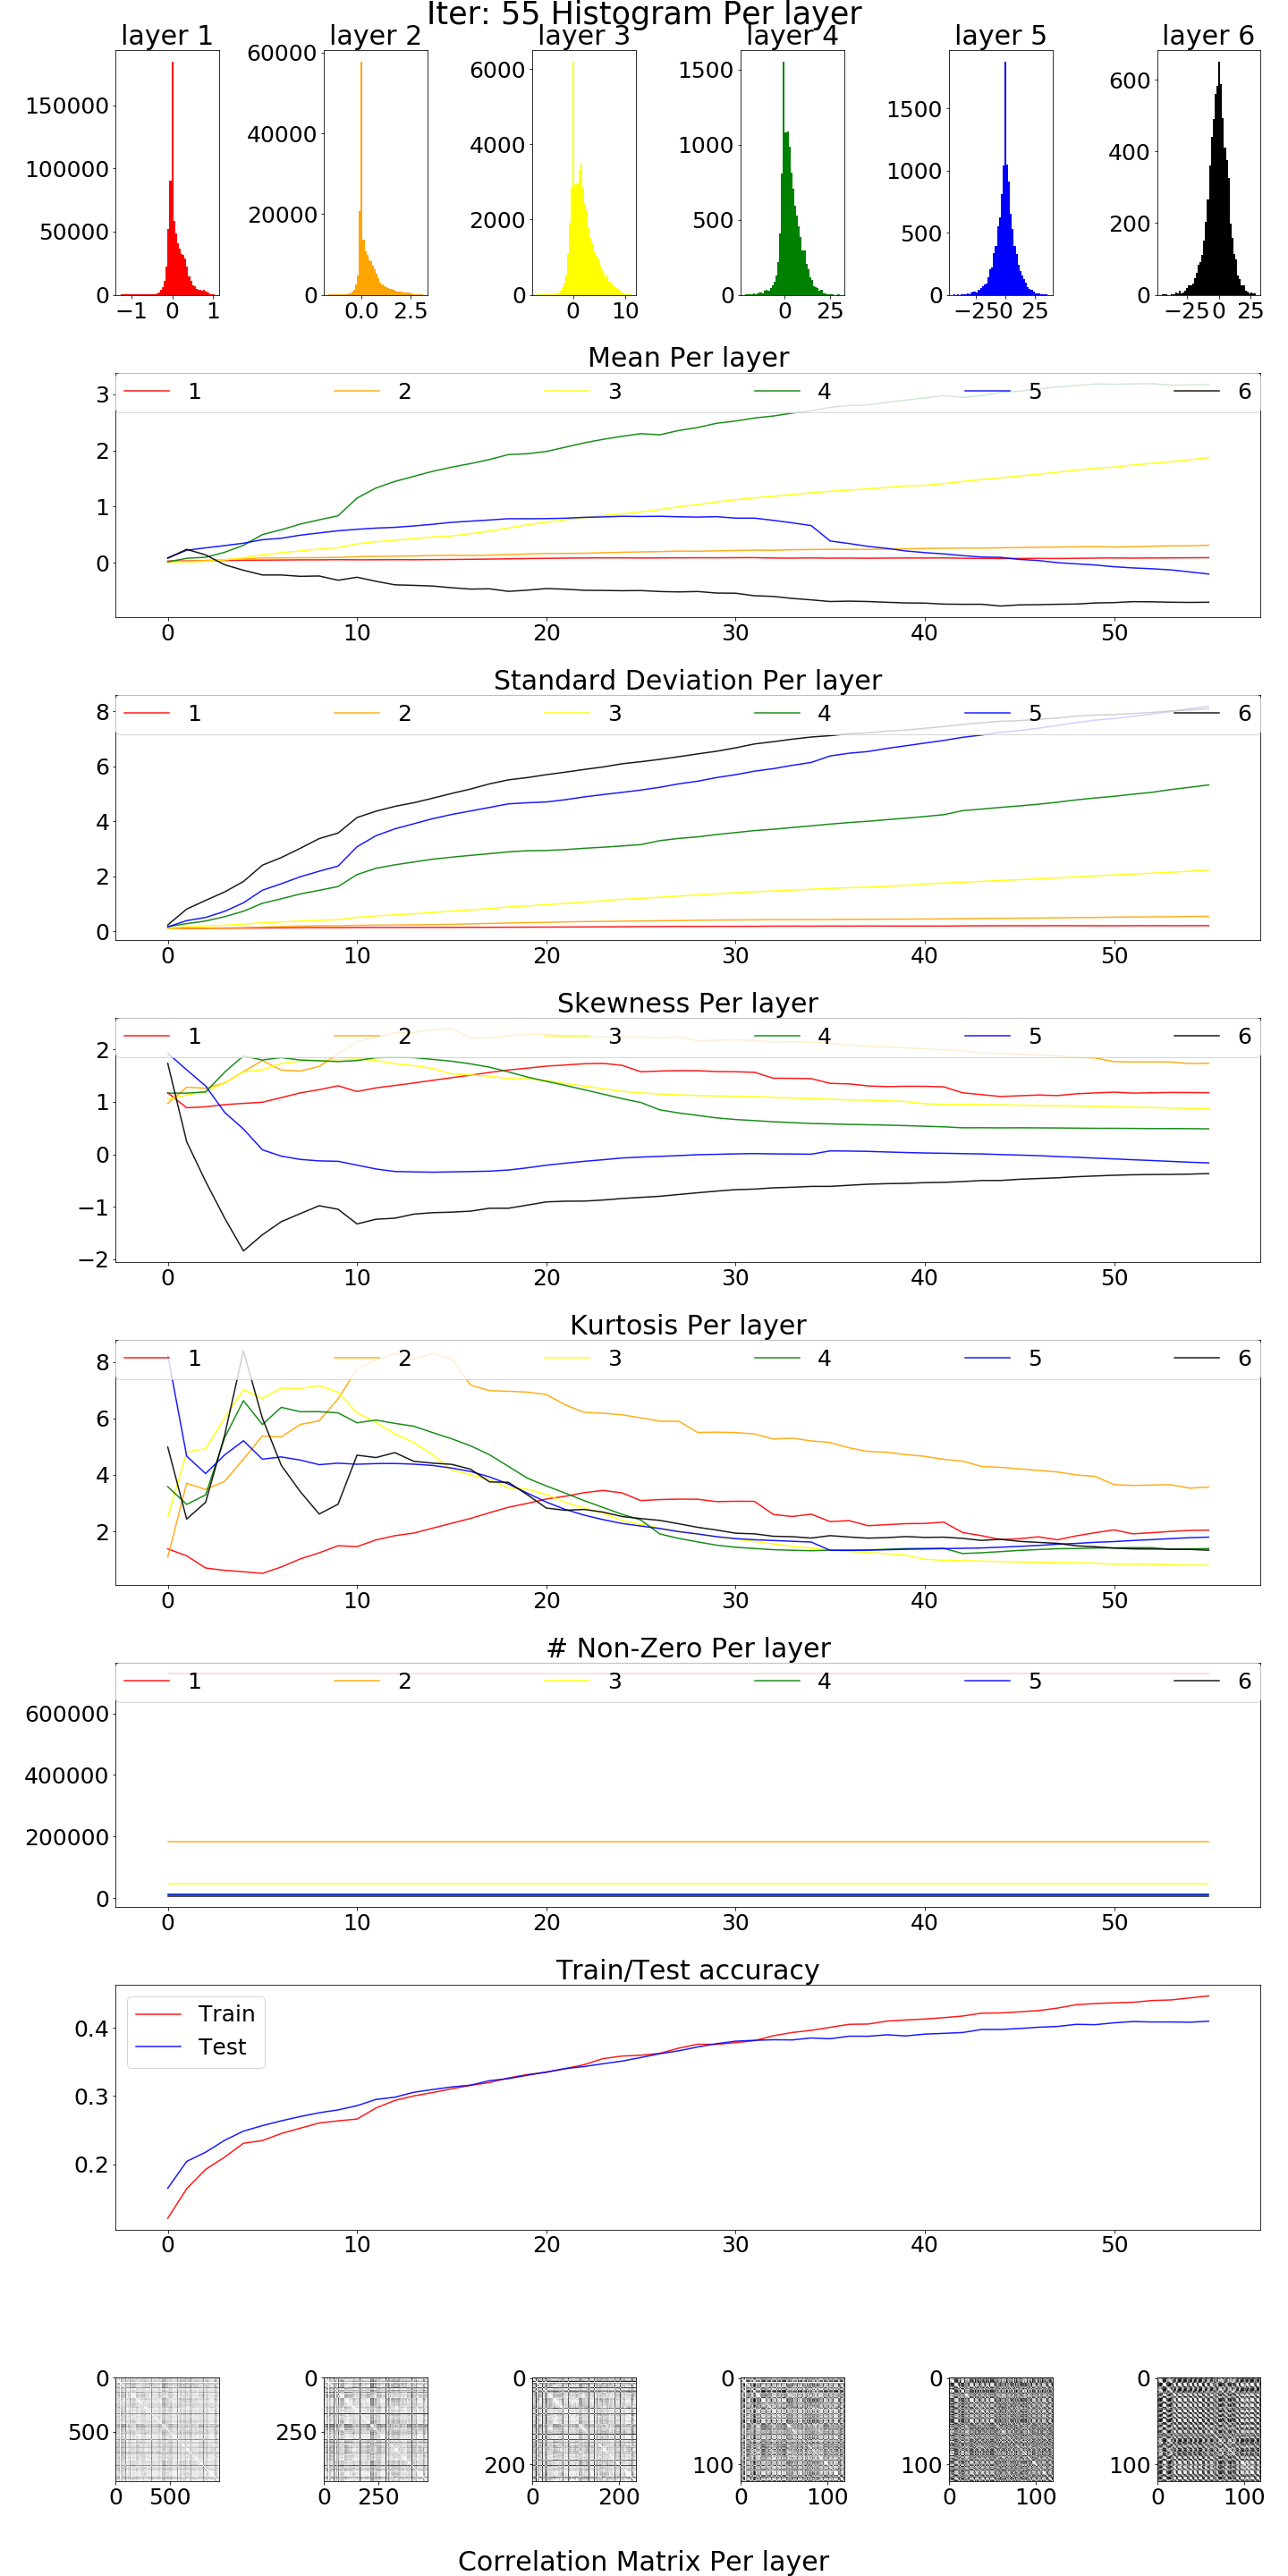 Iter: 55 Histogram Per layer
layer 1 layer 2 layer 3 layer 4 layer 5 layer 6
150000 100000 50000 0
−1 0 1
60000 40000 20000 0
0.0 2.5
6000 4000 2000 0
0 10
1500 1000 500 0
0 25
1500 1000 500 0
−25 0 25
600 400 200 0
−25 0 25
Mean Per layer
1 2 3 4 5 6
3
2
1
0
0 10 20 30 40 50
Standard Deviation Per layer
1 2 3 4 5 6
8
6
4
2
0
0 10 20 30 40 50
Skewness Per layer
1 2 3 4 5 6
2
1
0
−1
−2
0 10 20 30 40 50
Kurtosis Per layer
1 2 3 4 5 6
8
6
4
2
0 10 20 30 40 50
# Non-Zero Per layer
1 2 3 4 5 6
600000
400000
200000
0
0 10 20 30 40 50
Train/Test accuracy
Train
Test
0.4
0.3
0.2
0 10 20 30 40 50
0 500
0 500
0 250
0 250
0 200
0 200
0 100
0 100
0 100
0 100
0 100
0 100
Correlation Matrix Per layer